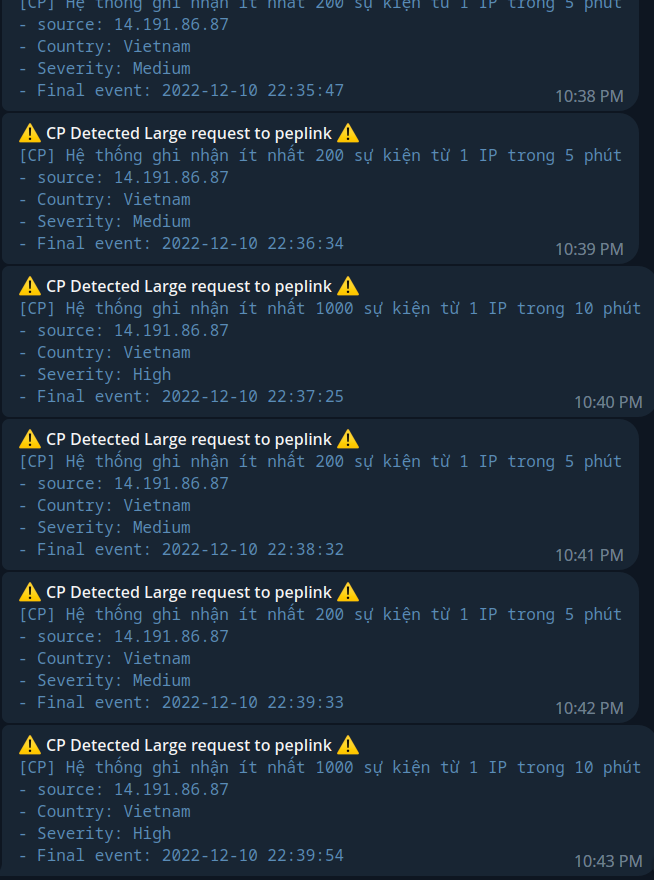 [CP] Hệ thống ghi nhận ít nhất 200 sự kiện từ 1 IP trong 5 phút
- source: 14.191.86.87
- Country: Vietnam
- Severity: Medium
- Final event: 2022-12-10 22:35:47
10:38 PM
⚠️ CP Detected Large request to peplink ⚠️
[CP] Hệ thống ghi nhận ít nhất 200 sự kiện từ 1 IP trong 5 phút
- source: 14.191.86.87
- Country: Vietnam
- Severity: Medium
- Final event: 2022-12-10 22:36:34
10:39 PM
⚠️ CP Detected Large request to peplink ⚠️
[CP] Hệ thống ghi nhận ít nhất 1000 sự kiện từ 1 IP trong 10 phút
- source: 14.191.86.87
- Country: Vietnam
- Severity: High
- Final event: 2022-12-10 22:37:25
10:40 PM
⚠️ CP Detected Large request to peplink ⚠️
[CP] Hệ thống ghi nhận ít nhất 200 sự kiện từ 1 IP trong 5 phút
- source: 14.191.86.87
- Country: Vietnam
- Severity: Medium
- Final event: 2022-12-10 22:38:32
10:41 PM
⚠️ CP Detected Large request to peplink ⚠️
[CP] Hệ thống ghi nhận ít nhất 200 sự kiện từ 1 IP trong 5 phút
- source: 14.191.86.87
- Country: Vietnam
- Severity: Medium
- Final event: 2022-12-10 22:39:33
10:42 PM
⚠️ CP Detected Large request to peplink ⚠️
[CP] Hệ thống ghi nhận ít nhất 1000 sự kiện từ 1 IP trong 10 phút
- source: 14.191.86.87
- Country: Vietnam
- Severity: High
- Final event: 2022-12-10 22:39:54
10:43 PM